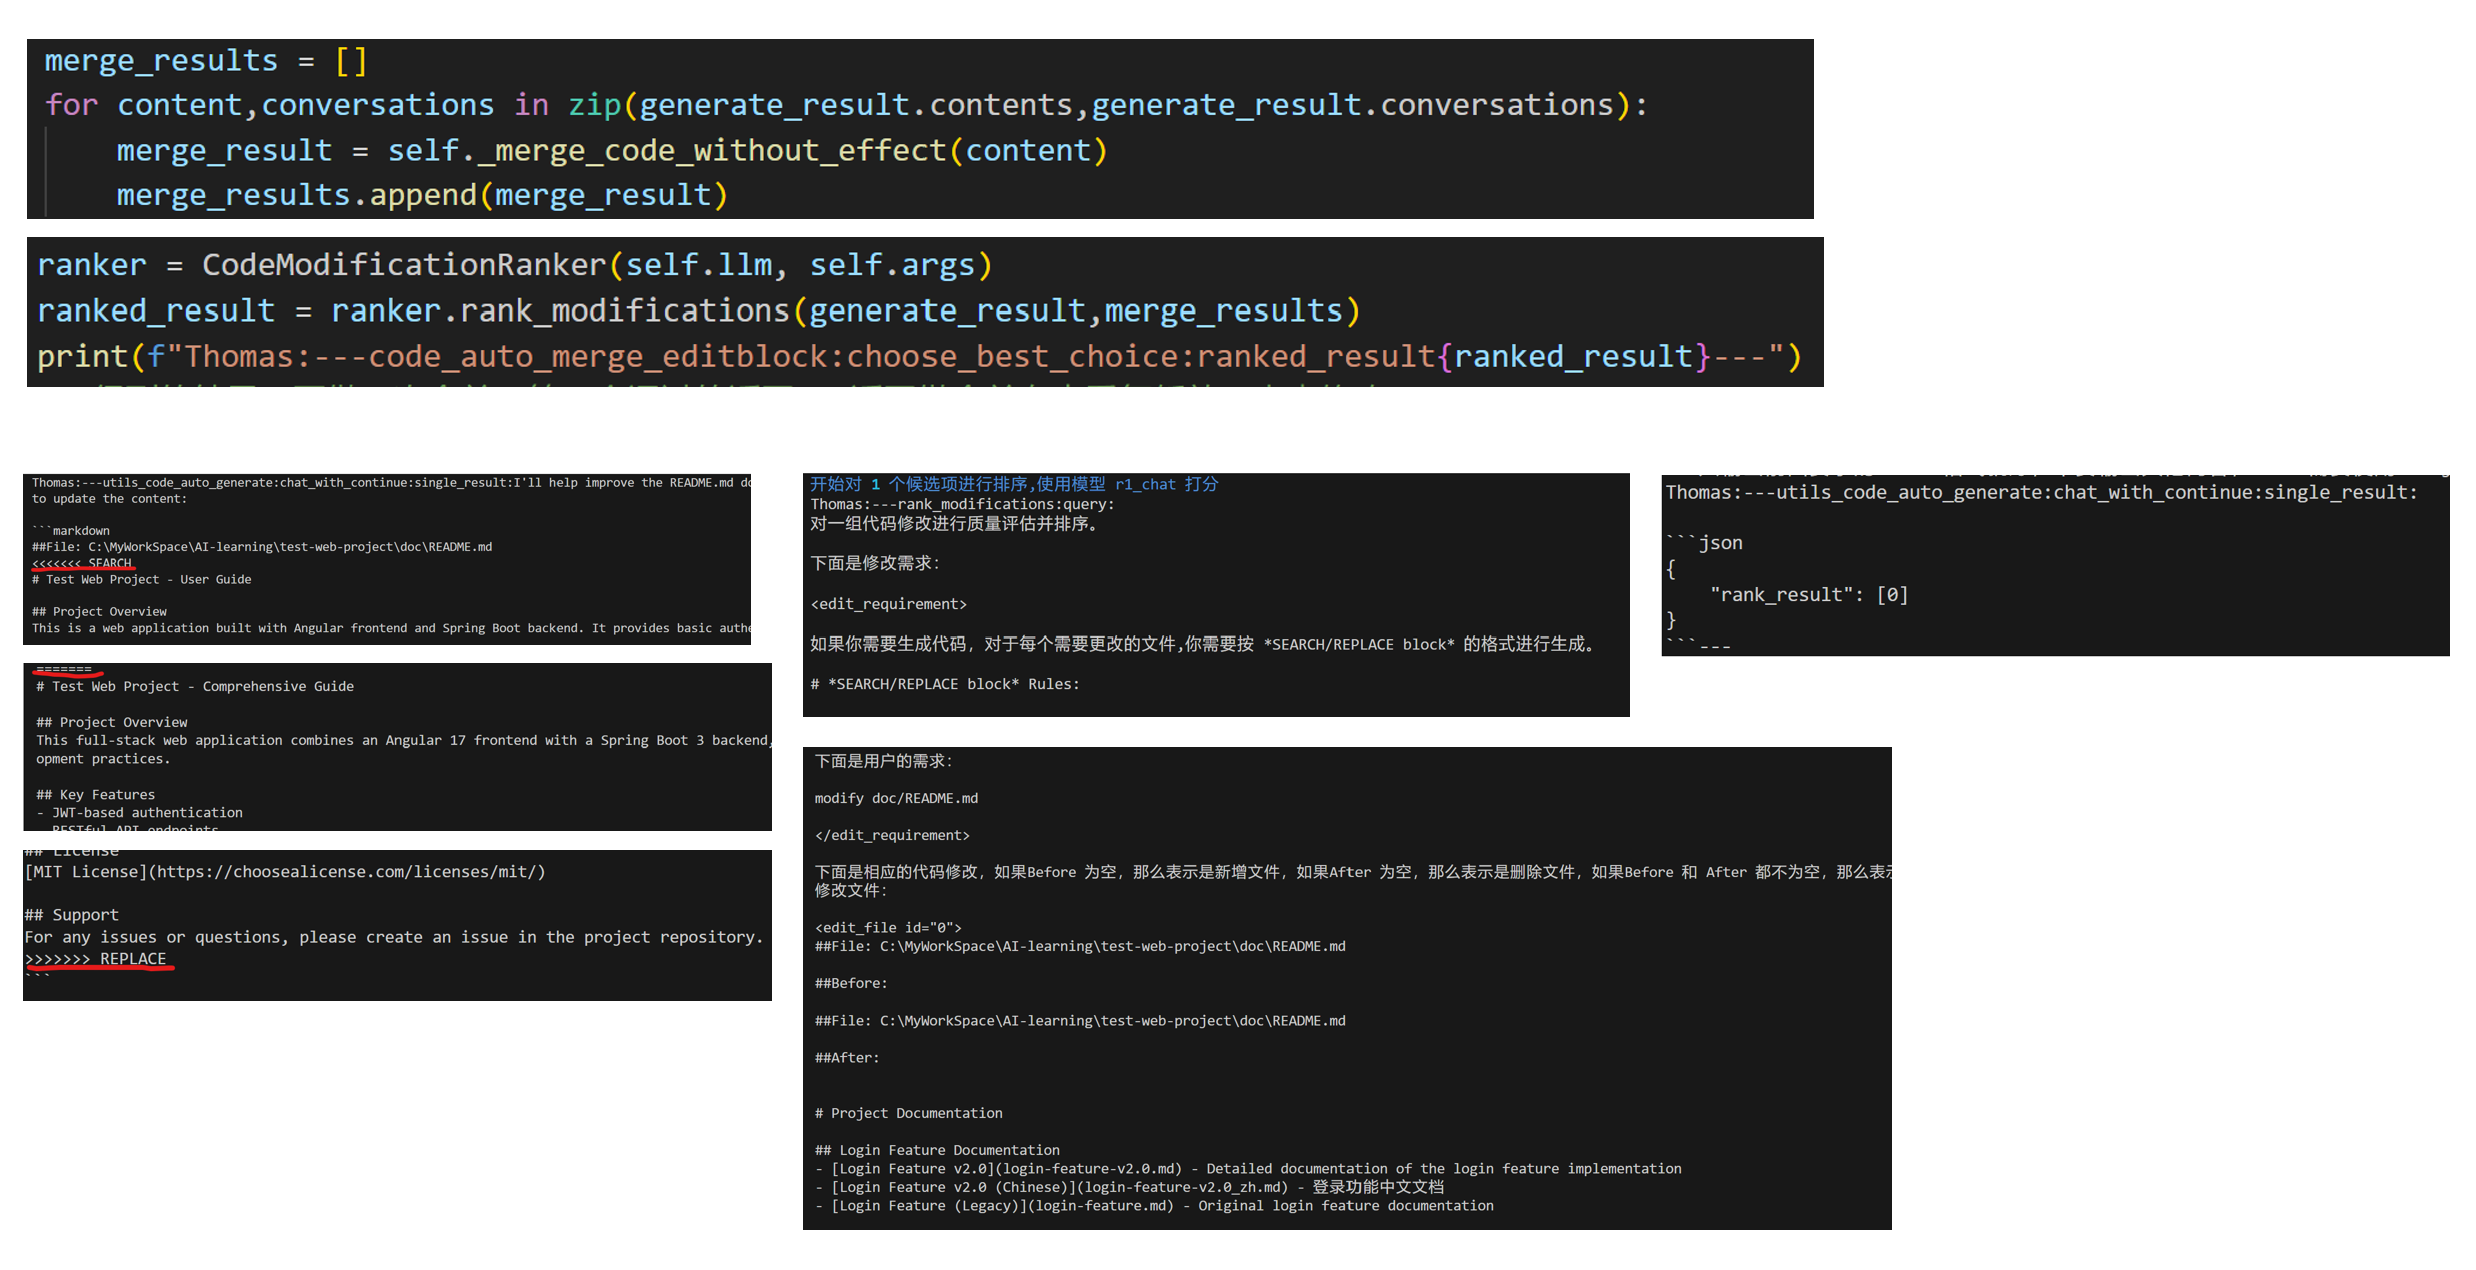 merge_results = []
for content,conversations in zip(generate_result.contents,generate_result.conversations):
    merge_result = self._merge_code_without_effect(content)
    merge_results.append(merge_result)
ranker = CodeModificationRanker(self.llm, self.args)
ranked_result = ranker.rank_modifications(generate_result,merge_results)
print(f"Thomas:---code_auto_merge_editblock:choose_best_choice:ranked_result{ranked_result}---")
Thomas:---utils_code_auto_generate:chat_with_continue:single_result:I'll help improve the README.md
to update the content:
```markdown
##File: C:\MyWorkSpace\AI-learning\test-web-project\doc\README.md
<<<<<<< SEARCH
# Test Web Project - User Guide
## Project Overview
This is a web application built with Angular frontend and Spring Boot backend. It provides basic
=======
# Test Web Project - Comprehensive Guide
## Project Overview
This full-stack web application combines an Angular 17 frontend with a Spring Boot 3 backend,
opment practices.
## Key Features
- JWT-based authentication
- RESTful API endpoints
## License
[MIT License](https://choosealicense.com/licenses/mit/)
## Support
For any issues or questions, please create an issue in the project repository.
>>>>>>> REPLACE
```
开始对 1 个候选项进行排序,使用模型 r1_chat 打分
Thomas:---rank_modifications:query:
对一组代码修改进行质量评估并排序。
下面是修改需求:
<edit_requirement>
如果你需要生成代码，对于每个需要更改的文件,你需要按 *SEARCH/REPLACE block* 的格式进行生成。
# *SEARCH/REPLACE block* Rules:
下面是用户的需求:
modify doc/README.md
</edit_requirement>
下面是相应的代码修改，如果Before 为空，那么表示是新增文件，如果After 为空，那么表示是删除文件，如果Before 和 After 都不为空，那么表示
修改文件:
<edit_file id="0">
##File: C:\MyWorkSpace\AI-learning\test-web-project\doc\README.md
##Before:
##File: C:\MyWorkSpace\AI-learning\test-web-project\doc\README.md
##After:
# Project Documentation
## Login Feature Documentation
- [Login Feature v2.0](login-feature-v2.0.md) - Detailed documentation of the login feature implementation
- [Login Feature v2.0 (Chinese)](login-feature-v2.0_zh.md) - 登录功能中文文档
- [Login Feature (Legacy)](login-feature.md) - Original login feature documentation
Thomas:---utils_code_auto_generate:chat_with_continue:single_result:
```json
{
    "rank_result": [0]
}
```---